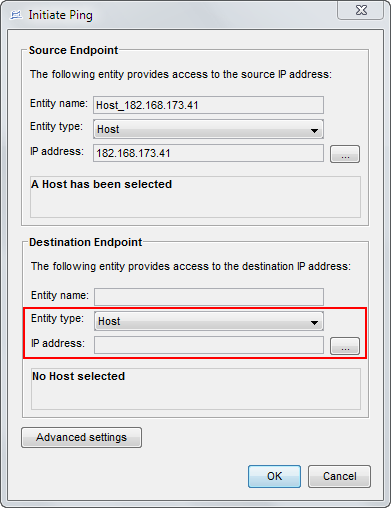 Initiate Ping
Source Endpoint
The following entity provides access to the source IP address:
Entity name: Host_182.168.173.41
Entity type: Host
IP address: 182.168.173.41 ...
A Host has been selected
Destination Endpoint
The following entity provides access to the destination IP address:
Entity name:
Entity type: Host
IP address: ...
No Host selected
Advanced settings
OK Cancel